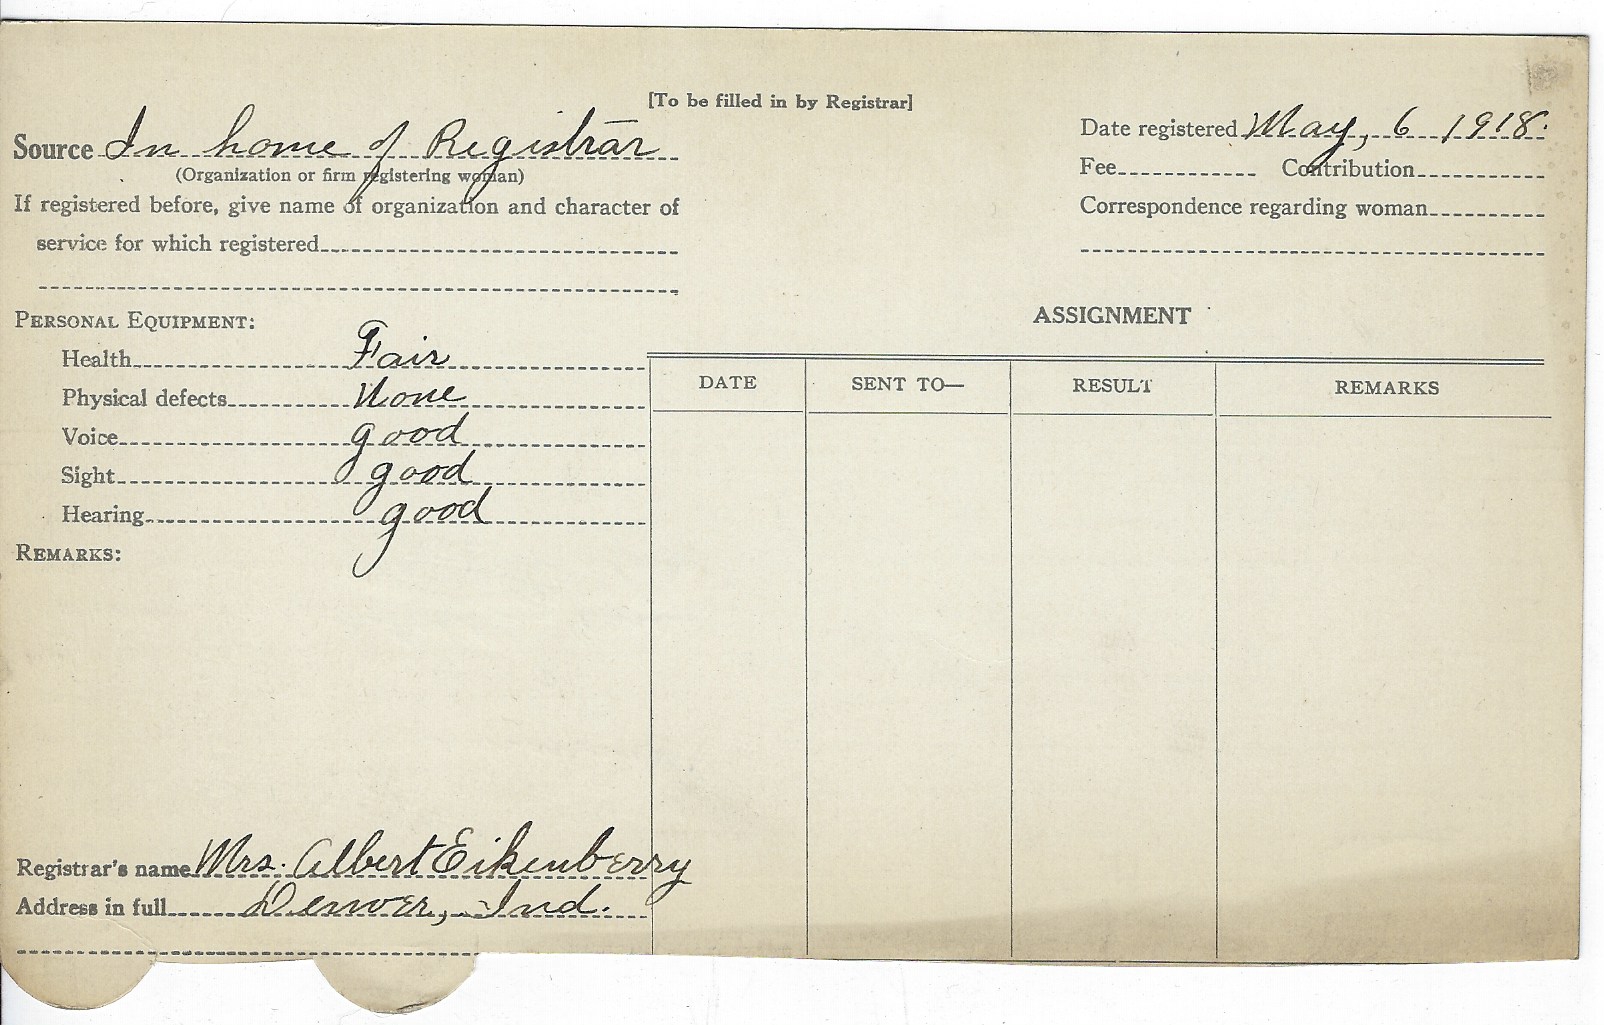 [To be filled in by Registrar]
Source In home of Registrar
(Organization or firm registering woman)
If registered before, give name of organization and character of
service for which registered
Date registered May, 6 1918.
Fee Contribution
Correspondence regarding woman
PERSONAL EQUIPMENT:
Health Fair
Physical defects None
Voice good
Sight good
Hearing good
REMARKS:
ASSIGNMENT
DATE SENT TO— RESULT REMARKS
Registrar's name Mrs. Albert Eikenberry
Address in full Denver, Ind.